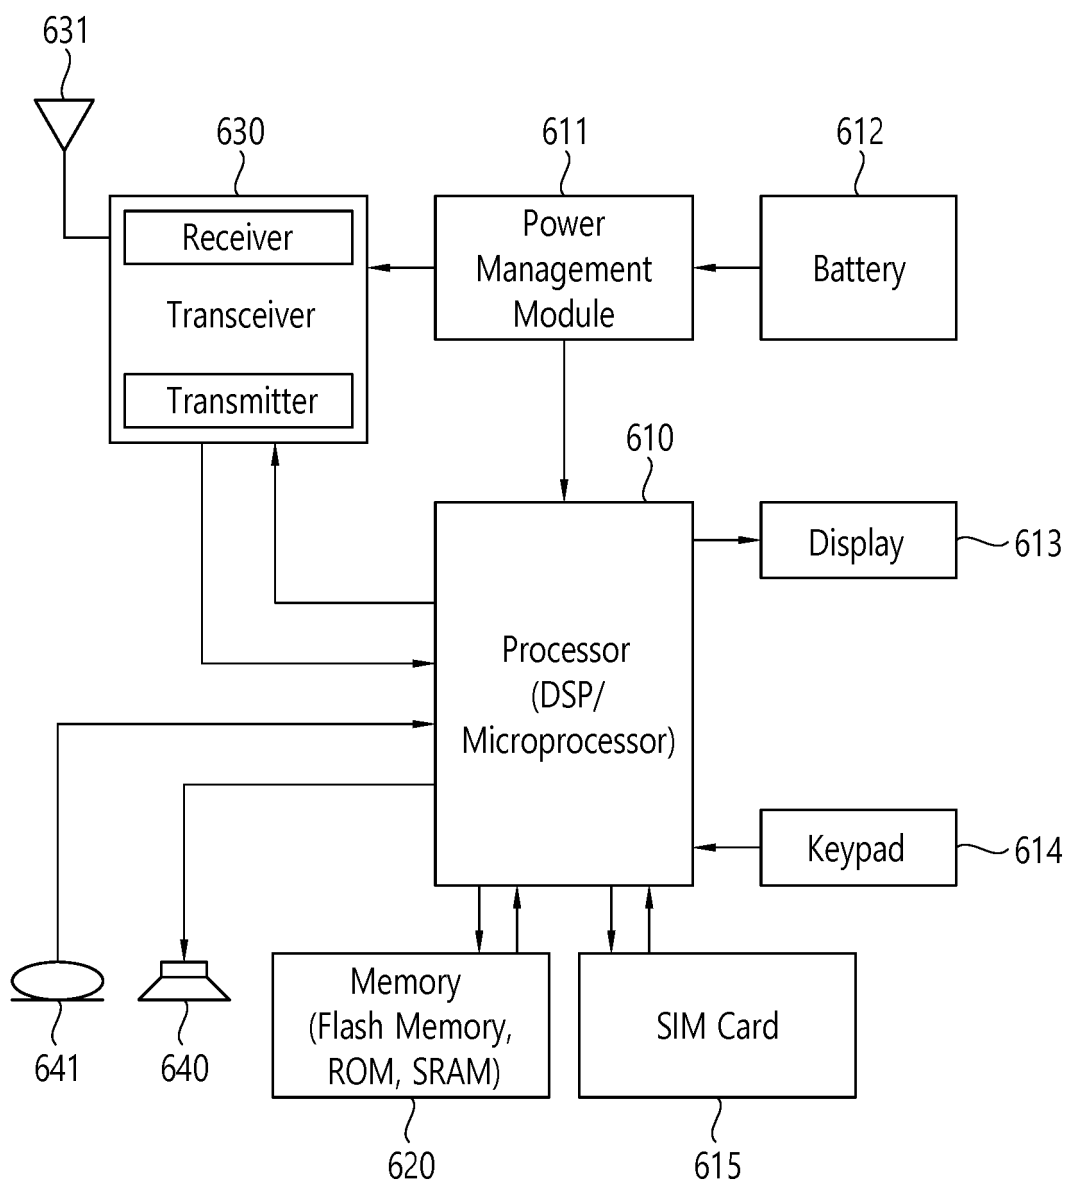 631
630
611
612
Receiver
Transceiver
Transmitter
Power
Management
Module
Battery
610
Display
613
Processor
(DSP/
Microprocessor)
Keypad
614
641
640
Memory
(Flash Memory,
ROM, SRAM)
SIM Card
620
615